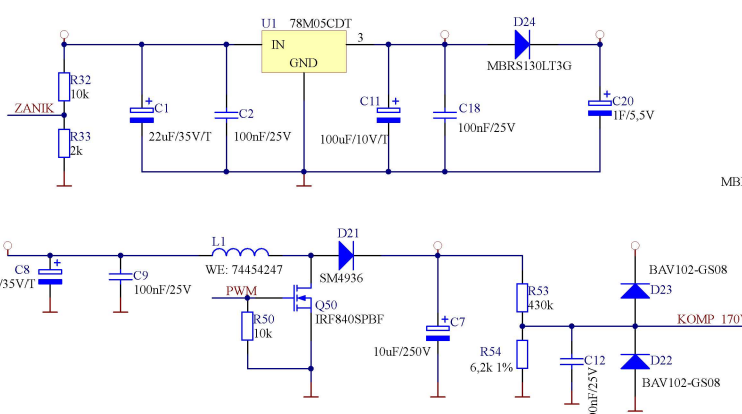 U1 78M05CDT
D24
IN
3
GND
MBRS130LT3G
R32
10k
ZANIK
R33
2k
C1
22uF/35V/T
C2
100nF/25V
C11
100uF/10V/T
C18
100nF/25V
C20
1F/5,5V
L1
WE: 74454247
D21
SM4936
C8
/35V/T
C9
100nF/25V
PWM
Q50
IRF840SPBF
R50
10k
C7
10uF/250V
R53
430k
R54
6,2k 1%
C12
BAV102-GS08
D23
D22
BAV102-GS08